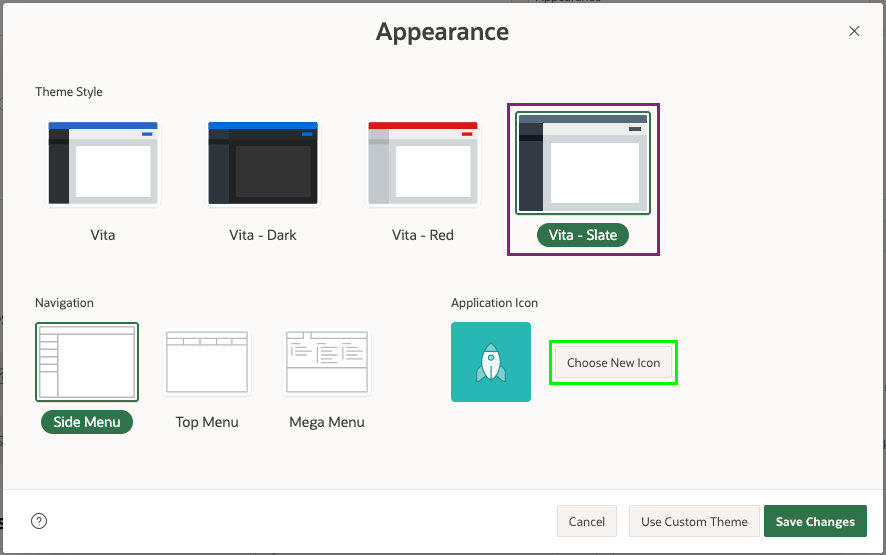 Appearance
Theme Style
Vita
Vita - Dark
Vita - Red
Vita - Slate
Navigation
Application Icon
Choose New Icon
Side Menu
Top Menu
Mega Menu
?
Cancel
Use Custom Theme
Save Changes